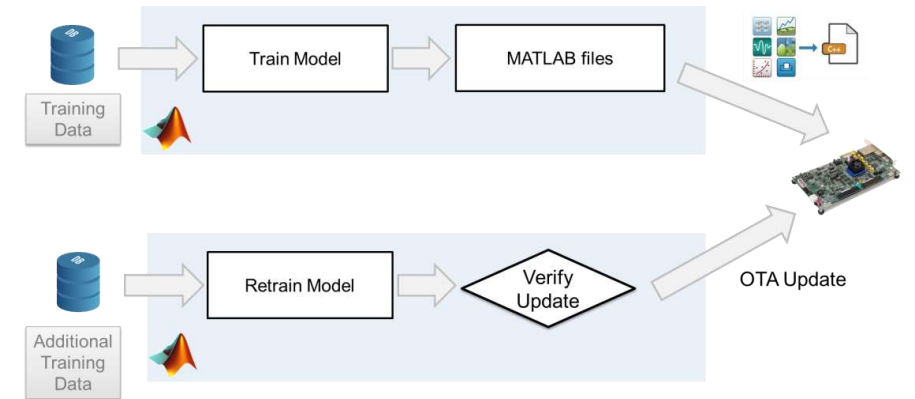 Training
Data
Train Model
MATLAB files
C++
Additional
Training
Data
Retrain Model
Verify
Update
OTA Update